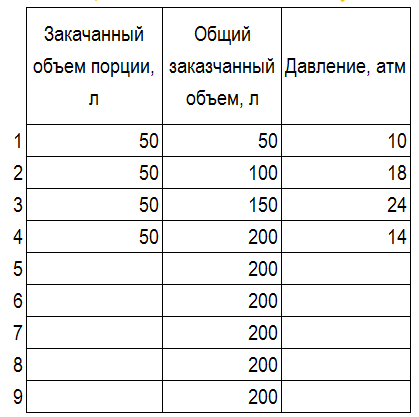 Закачанный объем порции, л	Общий заказчанный объем, л	Давление, атм
1	50	50	10
2	50	100	18
3	50	150	24
4	50	200	14
5		200
6		200
7		200
8		200
9		200